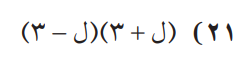 ٢١) (ل + ٣)(ل − ٣)